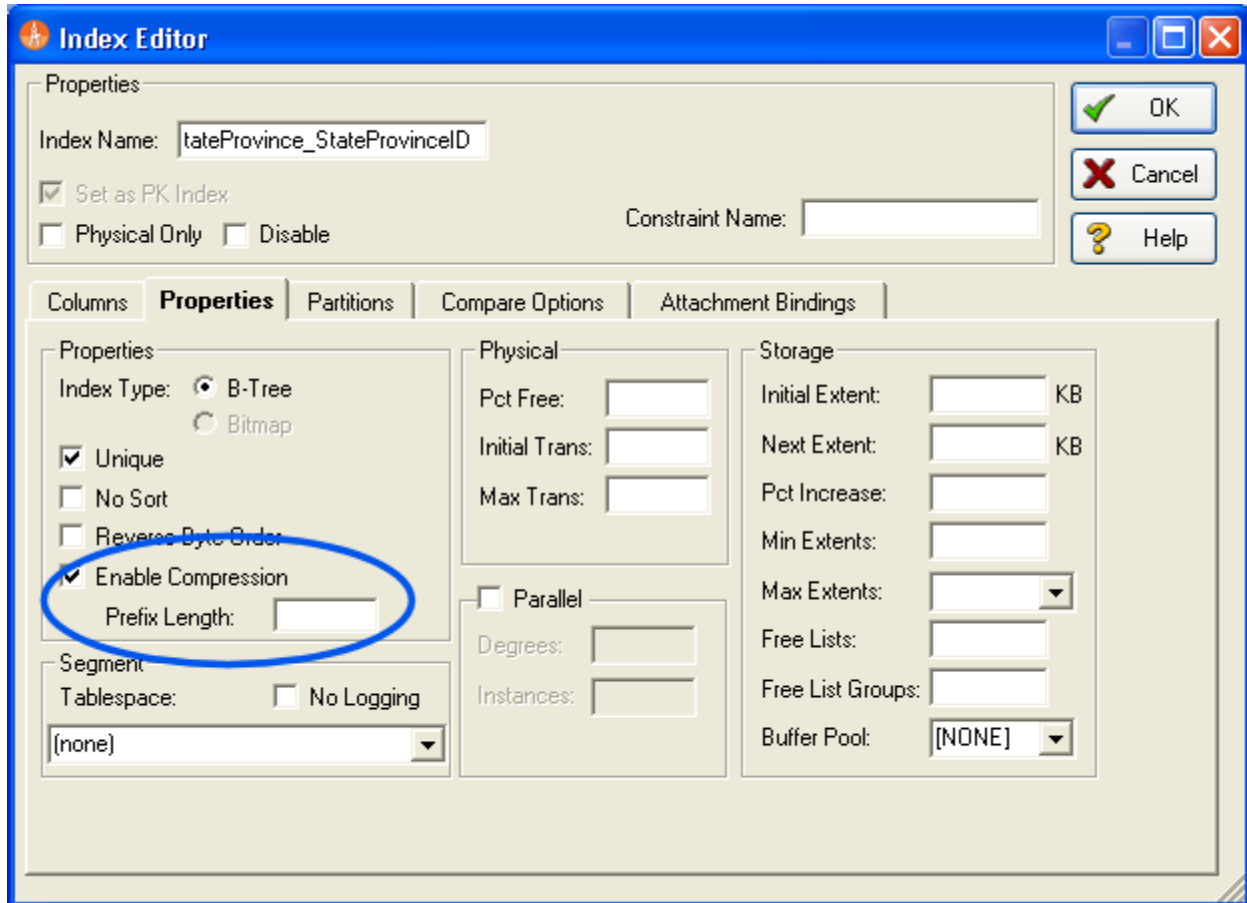 Index Editor
Properties
Index Name: tateProvince_StateProvinceID
Set as PK Index
Physical Only Disable
Constraint Name:
OK
Cancel
Help
Columns Properties Partitions Compare Options Attachment Bindings
Properties
Index Type: B-Tree
Bitmap
Unique
No Sort
Reverse Byte Order
Enable Compression
Prefix Length:
Segment
Tablespace: No Logging
(none)
Physical
Pct Free:
Initial Trans:
Max Trans:
Parallel
Degrees:
Instances:
Storage
Initial Extent: KB
Next Extent: KB
Pct Increase:
Min Extents:
Max Extents:
Free Lists:
Free List Groups:
Buffer Pool: [NONE]